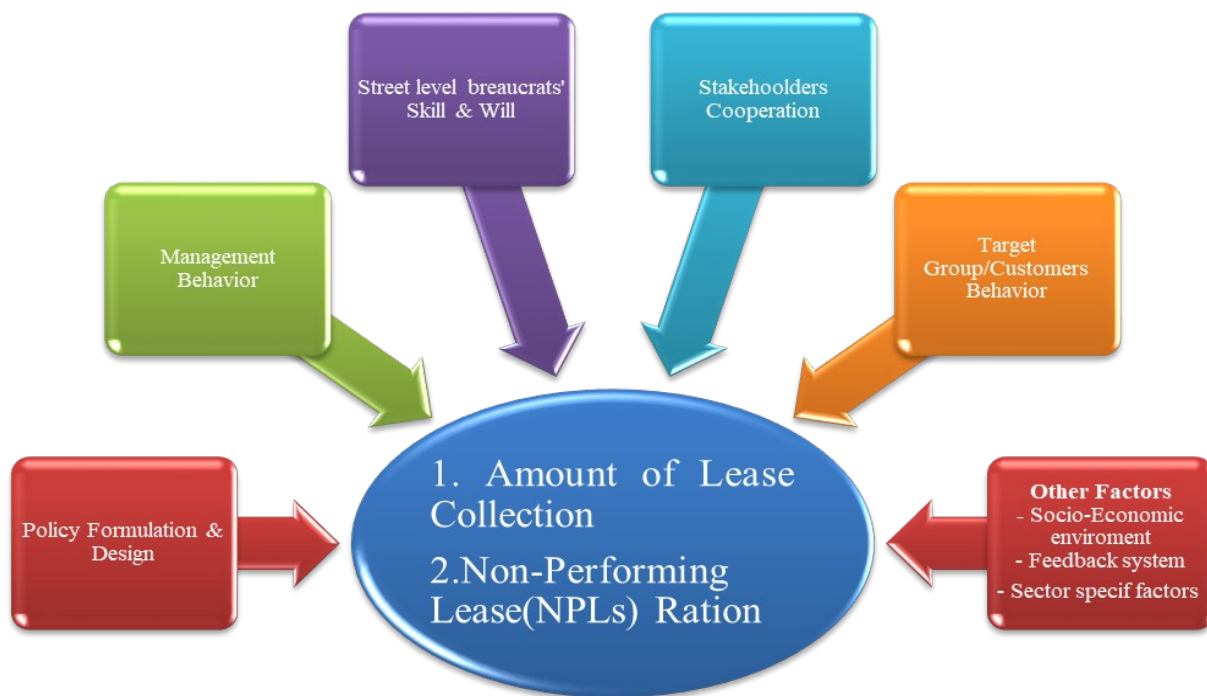 Street level breaucrats'
Skill & Will
Stakehoolders
Cooperation
Management
Behavior
Target
Group/Customers
Behavior
Policy Formulation &
Design
1. Amount of Lease
Collection
2.Non-Performing
Lease(NPLs) Ration
Other Factors
- Socio-Economic
enviroment
- Feedback system
- Sector specif factors